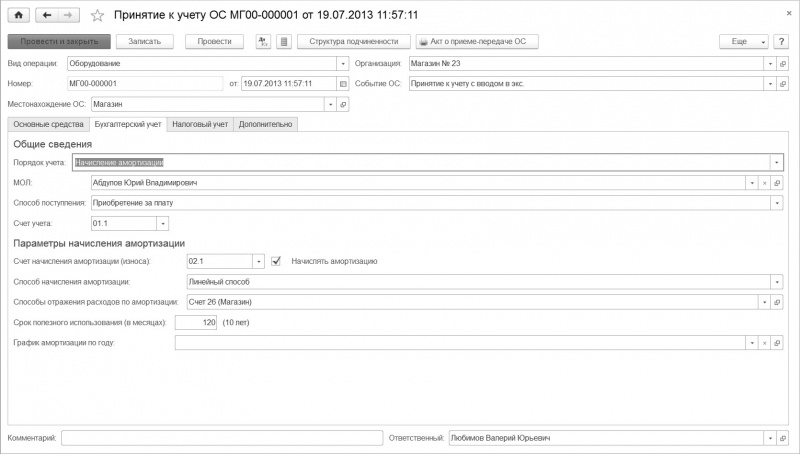 Принятие к учету ОС МГ00-000001 от 19.07.2013 11:57:11
Провести и закрыть Записать Провести Дт Кт Структура подчиненности Акт о приеме-передаче ОС Еще ?
Вид операции: Оборудование Организация: Магазин № 23
Номер: МГ00-000001 от: 19.07.2013 11:57:11 Событие ОС: Принятие к учету с вводом в экс.
Местонахождение ОС: Магазин
Основные средства Бухгалтерский учет Налоговый учет Дополнительно
Общие сведения
Порядок учета: Начисление амортизации
МОЛ: Абдулов Юрий Владимирович
Способ поступления: Приобретение за плату
Счет учета: 01.1
Параметры начисления амортизации
Счет начисления амортизации (износа): 02.1 Начислять амортизацию
Способ начисления амортизации: Линейный способ
Способы отражения расходов по амортизации: Счет 26 (Магазин)
Срок полезного использования (в месяцах): 120 (10 лет)
График амортизации по году:
Комментарий: Ответственный: Любимов Валерий Юрьевич